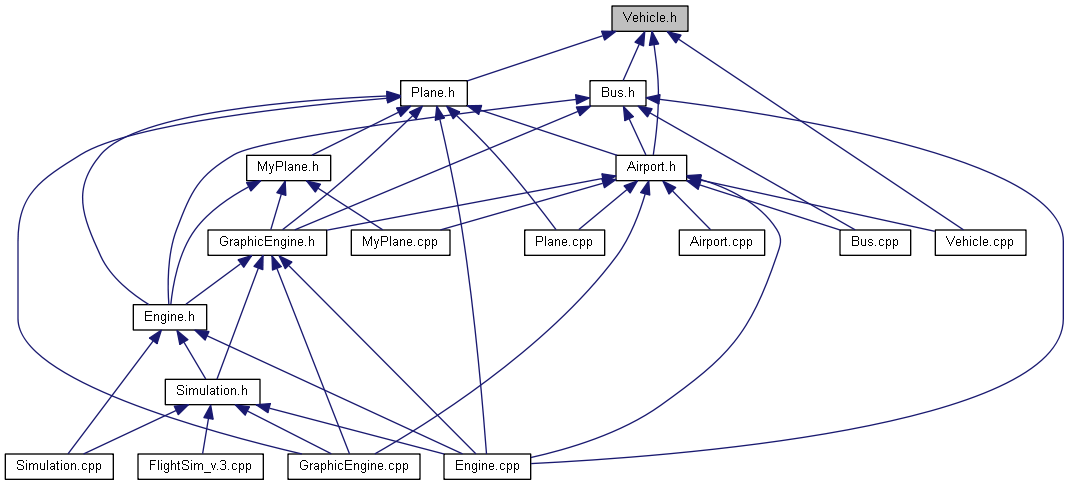 Vehicle.h
Plane.h
Bus.h
MyPlane.h
Airport.h
GraphicEngine.h
MyPlane.cpp
Plane.cpp
Airport.cpp
Bus.cpp
Vehicle.cpp
Engine.h
Simulation.h
Simulation.cpp
FlightSim_v.3.cpp
GraphicEngine.cpp
Engine.cpp